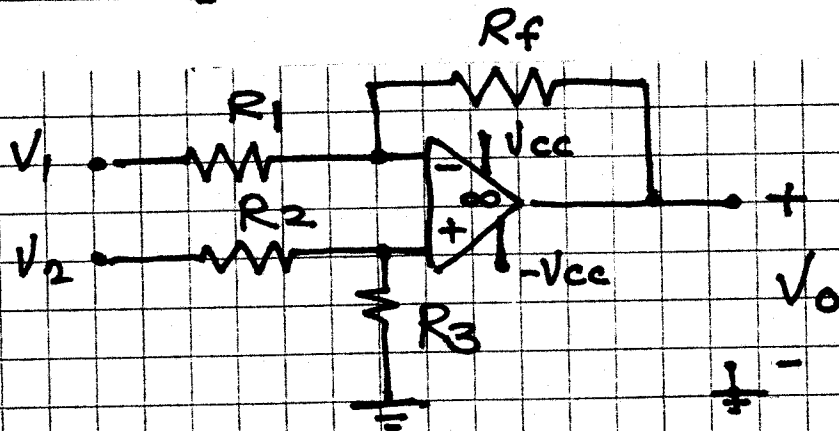 Rf
R1
V1
Vcc
-
∞
R2
+
+
V2
-Vcc
Vo
R3
-